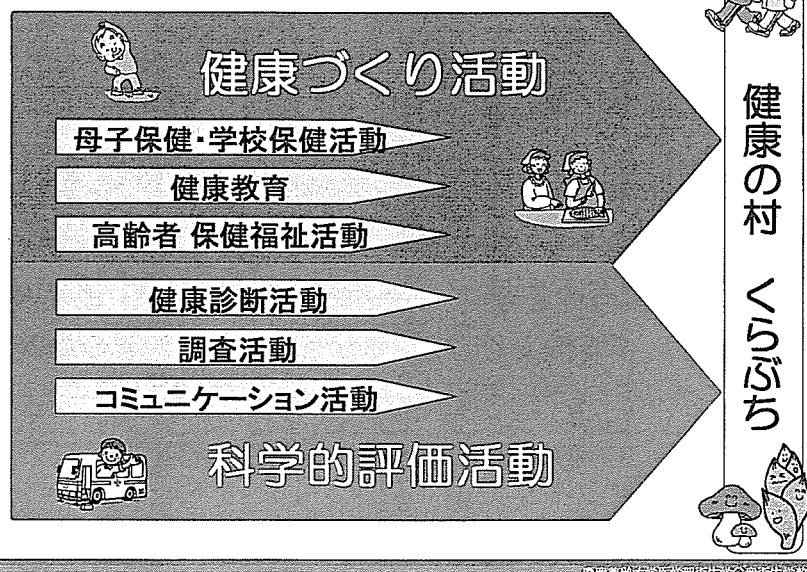 健康づくり活動
母子保健・学校保健活動
健康教育
高齢者 保健福祉活動
健康診断活動
調査活動
コミュニケーション活動
科学的評価活動
健康の村 くらぶち